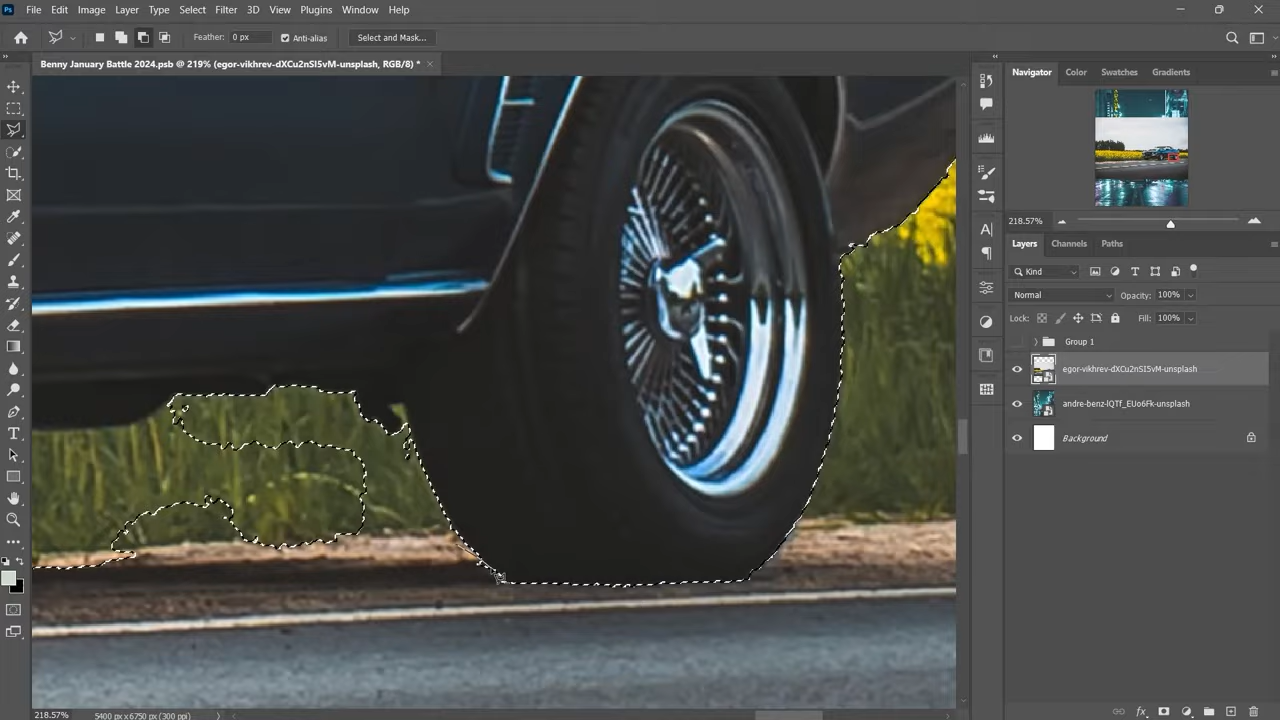 Ps File Edit Image Layer Type Select Filter 3D View Plugins Window Help
Feather: 0 px Anti-alias Select and Mask...
Benny January Battle 2024.psb @ 219% (egor-vikhrev-dXCu2nSI5vM-unsplash, RGB/8) *
Navigator Color Swatches Gradients
218.57%
Layers Channels Paths
Kind
Normal Opacity: 100%
Lock: Fill: 100%
Group 1
egor-vikhrev-dXCu2nSI5vM-unsplash
andre-benz-lQTf_EUo6Fk-unsplash
Background
218.57% 5400 px x 6750 px (300 ppi)